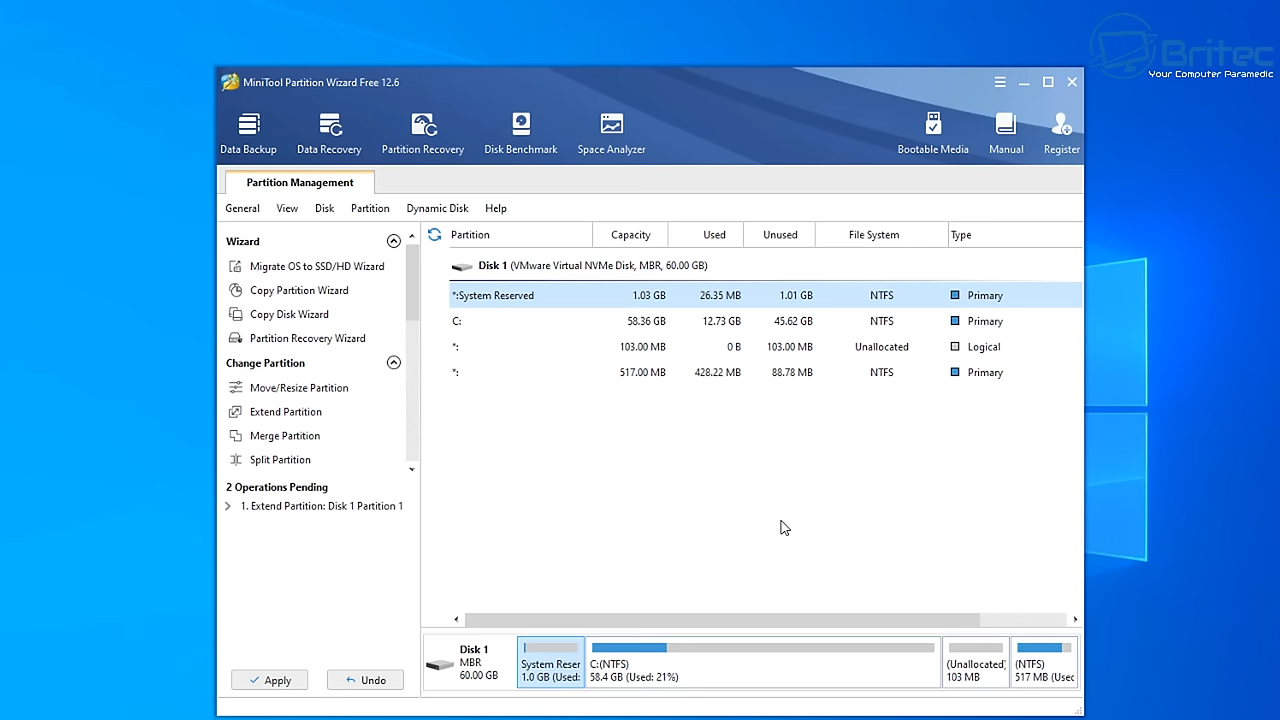 Britec
Your Computer Paramedic
MiniTool Partition Wizard Free 12.6
Data Backup Data Recovery Partition Recovery Disk Benchmark Space Analyzer Bootable Media Manual Register
Partition Management
General View Disk Partition Dynamic Disk Help
Wizard
Migrate OS to SSD/HD Wizard
Copy Partition Wizard
Copy Disk Wizard
Partition Recovery Wizard
Change Partition
Move/Resize Partition
Extend Partition
Merge Partition
Split Partition
2 Operations Pending
1. Extend Partition: Disk 1 Partition 1
Apply Undo
Partition Capacity Used Unused File System Type
Disk 1 (VMware Virtual NVMe Disk, MBR, 60.00 GB)
*:System Reserved 1.03 GB 26.35 MB 1.01 GB NTFS Primary
C: 58.36 GB 12.73 GB 45.62 GB NTFS Primary
*: 103.00 MB 0 B 103.00 MB Unallocated Logical
*: 517.00 MB 428.22 MB 88.78 MB NTFS Primary
Disk 1
MBR
60.00 GB
System Reser
1.0 GB (Used:
C:(NTFS)
58.4 GB (Used: 21%)
(Unallocated)
103 MB
(NTFS)
517 MB (Usec